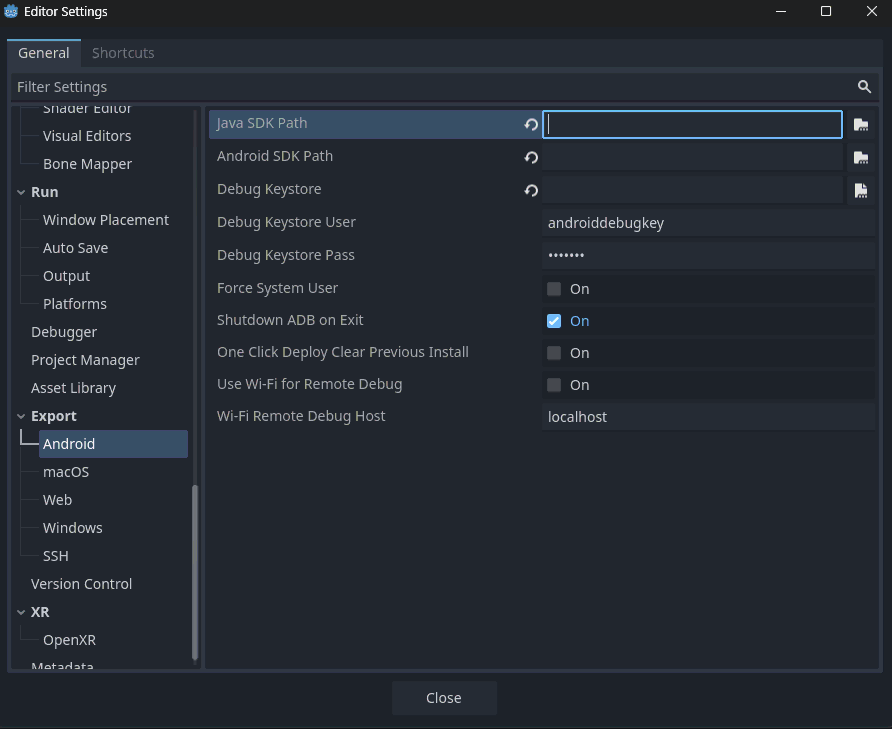 Editor Settings
General Shortcuts
Filter Settings
Shader Editor
Visual Editors
Bone Mapper
Run
Window Placement
Auto Save
Output
Platforms
Debugger
Project Manager
Asset Library
Export
Android
macOS
Web
Windows
SSH
Version Control
XR
OpenXR
Metadata
Java SDK Path
Android SDK Path
Debug Keystore
Debug Keystore User androiddebugkey
Debug Keystore Pass •••••••
Force System User On
Shutdown ADB on Exit On
One Click Deploy Clear Previous Install On
Use Wi-Fi for Remote Debug On
Wi-Fi Remote Debug Host localhost
Close